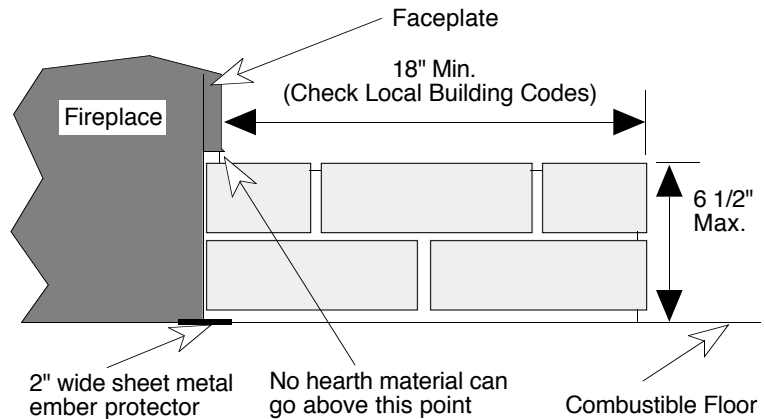 Faceplate
18" Min.
(Check Local Building Codes)
Fireplace
6 1/2"
Max.
2" wide sheet metal
ember protector
No hearth material can
go above this point
Combustible Floor